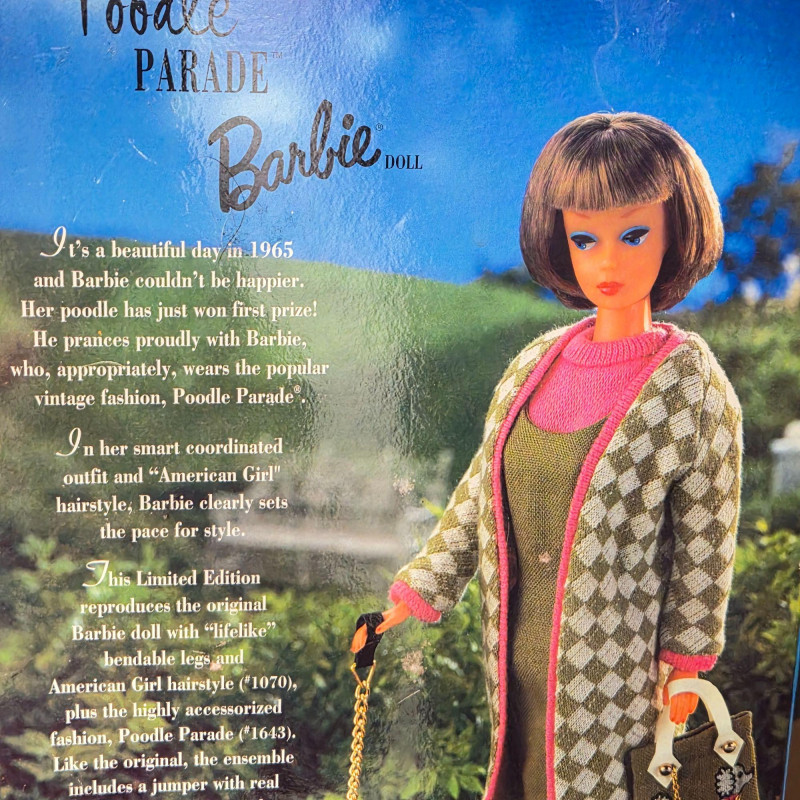 Poodle
PARADE™
Barbie® DOLL
It's a beautiful day in 1965
and Barbie couldn't be happier.
Her poodle has just won first prize!
He prances proudly with Barbie,
who, appropriately, wears the popular
vintage fashion, Poodle Parade®.
In her smart coordinated
outfit and "American Girl"
hairstyle, Barbie clearly sets
the pace for style.
This Limited Edition
reproduces the original
Barbie doll with "lifelike"
bendable legs and
American Girl hairstyle (#1070),
plus the highly accessorized
fashion, Poodle Parade (#1643).
Like the original, the ensemble
includes a jumper with real